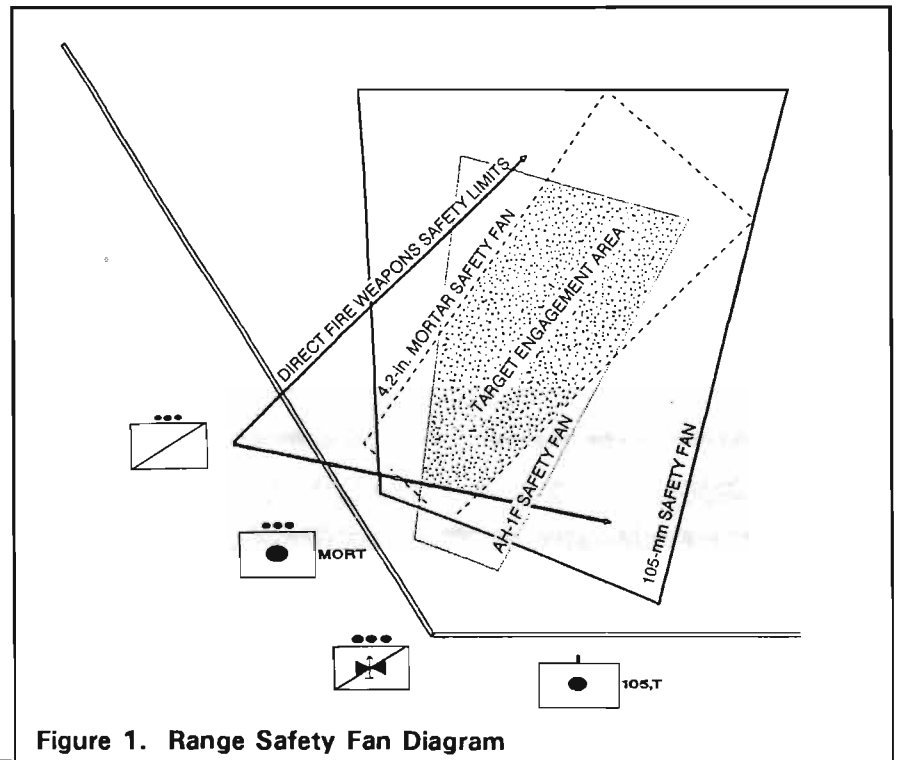 DIRECT FIRE WEAPONS SAFETY LIMITS
4.2-in. MORTAR SAFETY FAN
TARGET ENGAGEMENT AREA
AH-1F SAFETY FAN
105-mm SAFETY FAN
MORT
105,T
Figure 1. Range Safety Fan Diagram